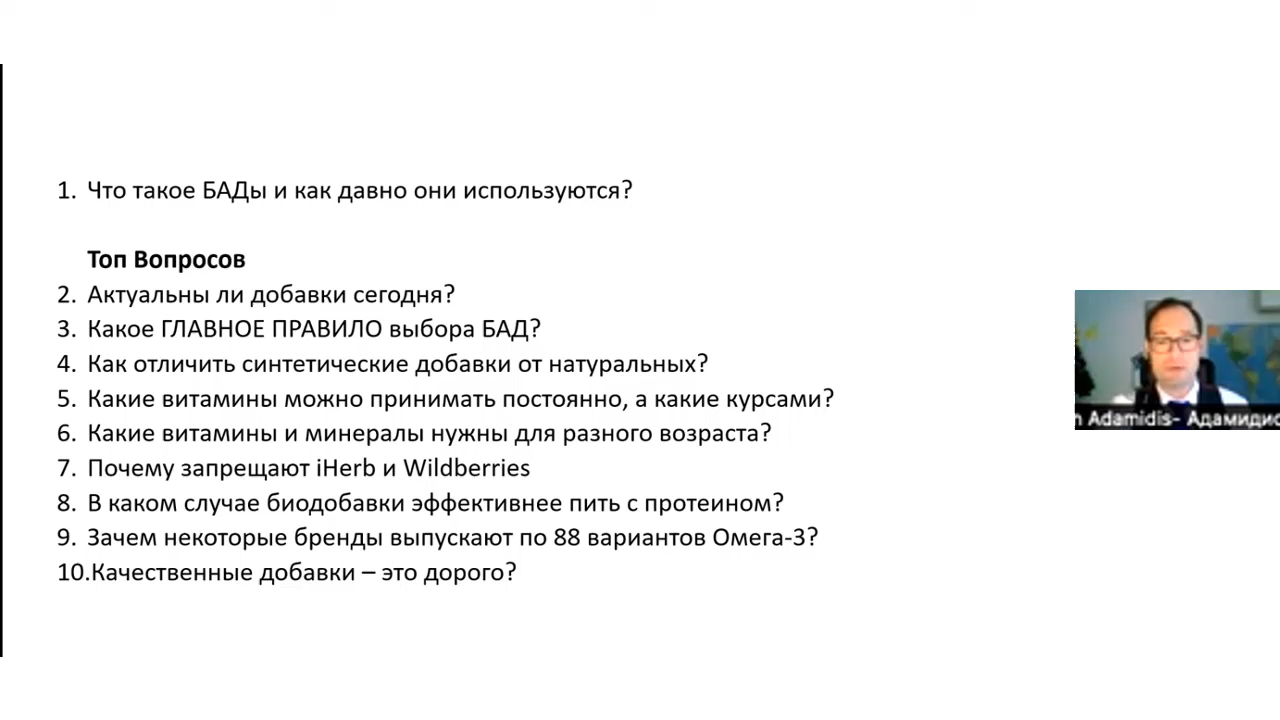 1. Что такое БАДы и как давно они используются?
Топ Вопросов
2. Актуальны ли добавки сегодня?
3. Какое ГЛАВНОЕ ПРАВИЛО выбора БАД?
4. Как отличить синтетические добавки от натуральных?
5. Какие витамины можно принимать постоянно, а какие курсами?
6. Какие витамины и минералы нужны для разного возраста?
7. Почему запрещают iHerb и Wildberries
8. В каком случае биодобавки эффективнее пить с протеином?
9. Зачем некоторые бренды выпускают по 88 вариантов Омега-3?
10.Качественные добавки – это дорого?
Adamidis- Адамидис